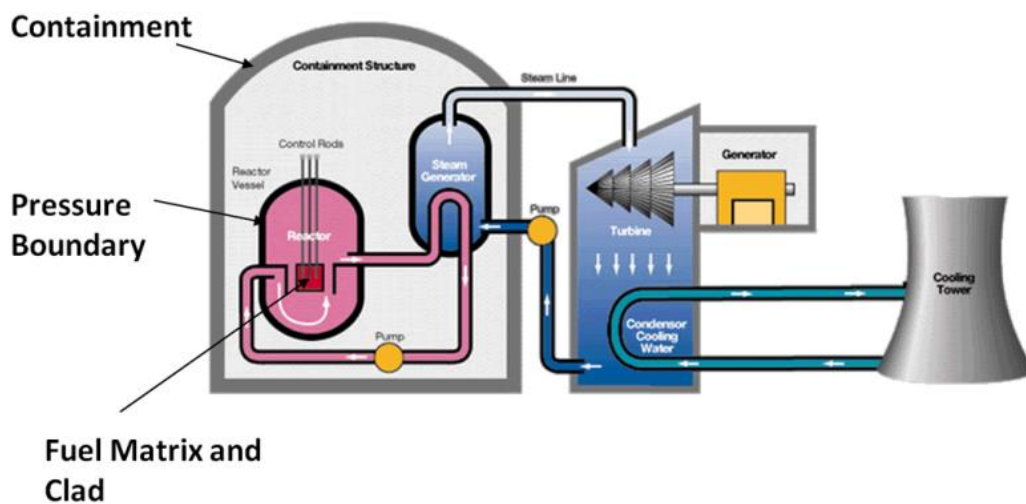 Containment
Containment Structure
Steam Line
Control Rods
Reactor
Vessel
Steam
Generator
Generator
Pressure
Boundary
Pump
Reactor
Turbine
Cooling
Tower
Pump
Condensor
Cooling
Water
Fuel Matrix and
Clad